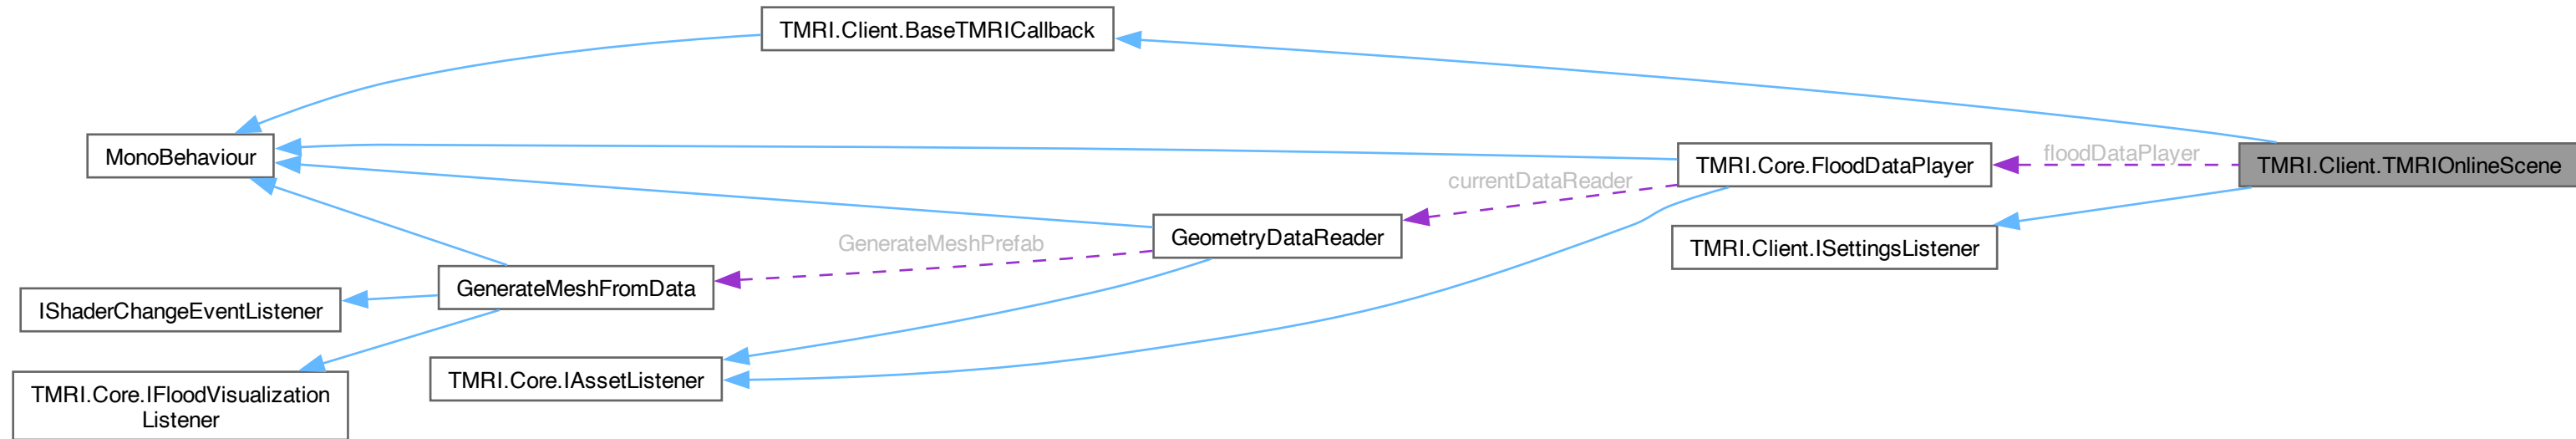 TMRI.Client.BaseTMRICallback
MonoBehaviour
TMRI.Core.FloodDataPlayer
floodDataPlayer
TMRI.Client.TMRIOnlineScene
currentDataReader
GenerateMeshPrefab
GeometryDataReader
TMRI.Client.ISettingsListener
GenerateMeshFromData
IShaderChangeEventListener
TMRI.Core.IAssetListener
TMRI.Core.IFloodVisualization
Listener